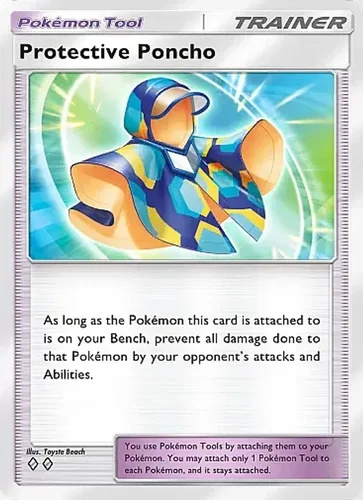 Pokémon Tool TRAINER
Protective Poncho
As long as the Pokémon this card is attached to
is on your Bench, prevent all damage done to
that Pokémon by your opponent's attacks and
Abilities.
Illus. Toyste Beach
You use Pokémon Tools by attaching them to your
Pokémon. You may attach only 1 Pokémon Tool to
each Pokémon, and it stays attached.